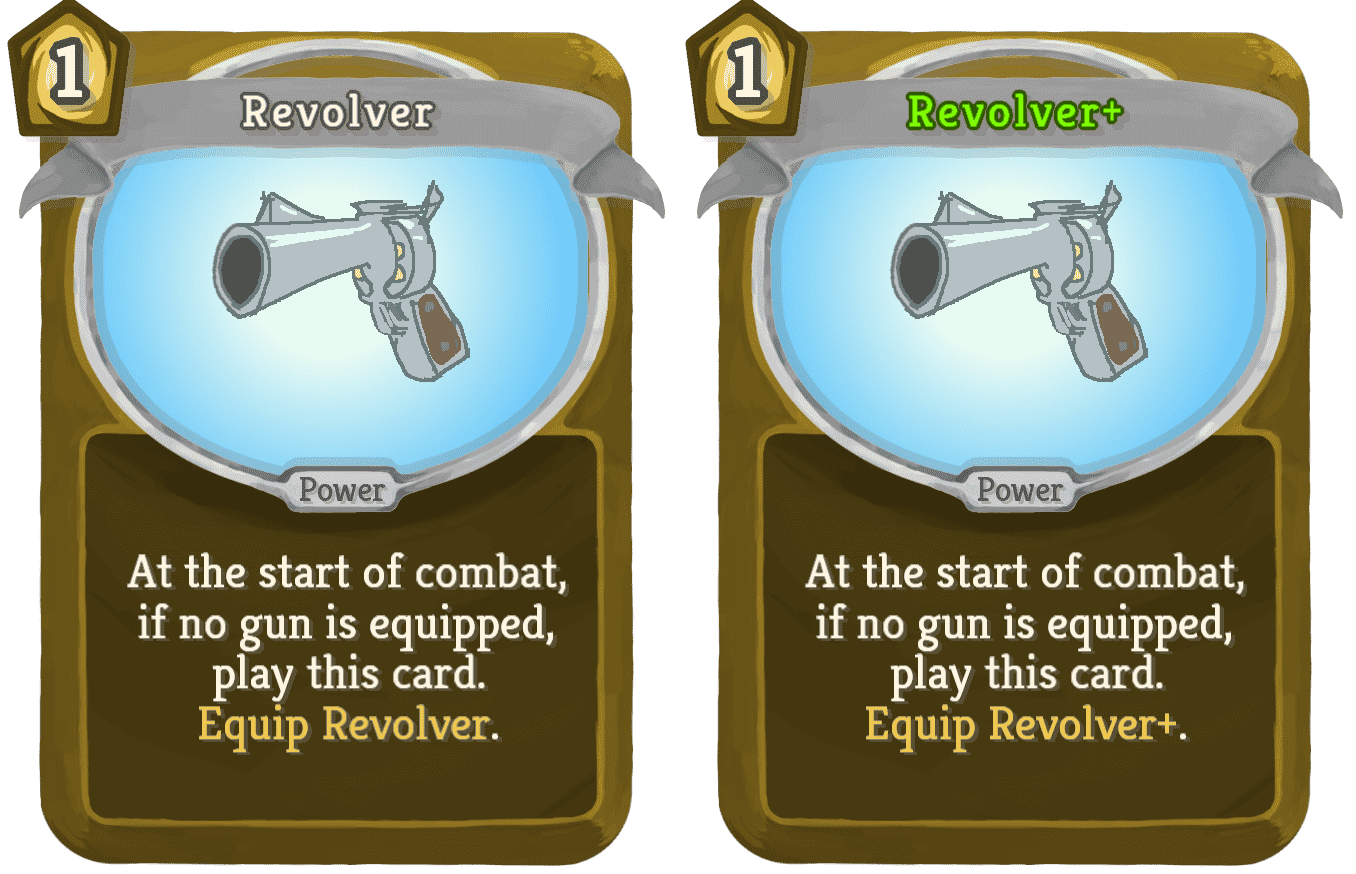 1
Revolver
Power
At the start of combat,
if no gun is equipped,
play this card.
Equip Revolver.
1
Revolver+
Power
At the start of combat,
if no gun is equipped,
play this card.
Equip Revolver+.